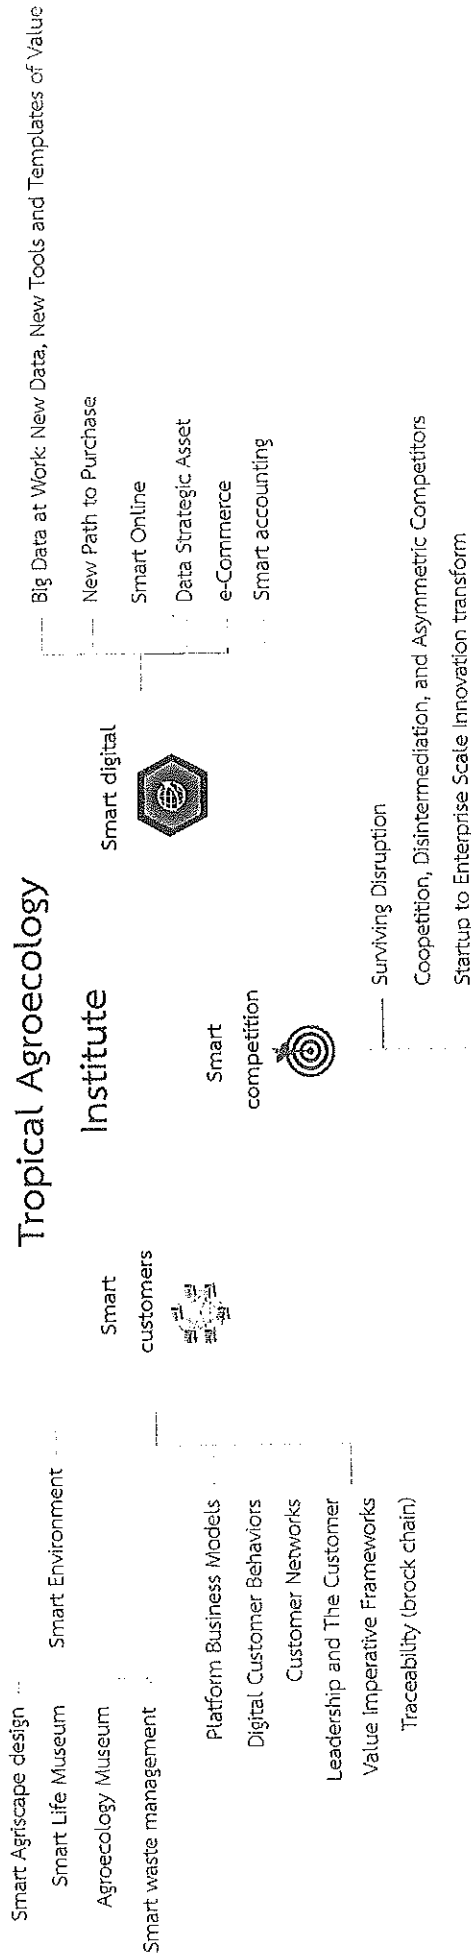 Tropical Agroecology
Institute
Smart Agriscape design
Smart Life Museum
Agroecology Museum
Smart waste management
Smart Environment
Smart
customers
Platform Business Models
Digital Customer Behaviors
Customer Networks
Leadership and The Customer
Value Imperative Frameworks
Traceability (brock chain)
Smart
competition
Surviving Disruption
Coopetition, Disintermediation, and Asymmetric Competitors
Startup to Enterprise Scale Innovation transform
Smart digital
Big Data at Work: New Data, New Tools and Templates of Value
New Path to Purchase
Smart Online
Data Strategic Asset
e-Commerce
Smart accounting